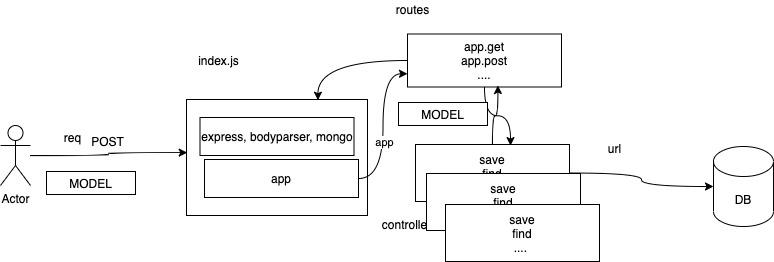 routes
index.js
app.get
app.post
....
req POST
MODEL
Actor
express, bodyparser, mongo
app
app
MODEL
url
save
find
save
find
controlle
save
find
....
DB